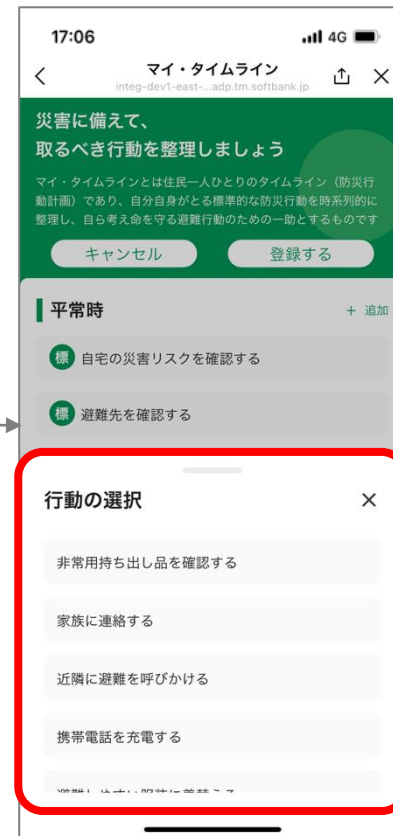 17:06
4G
マイ・タイムライン
integ-dev1-east-...adp.tm.softbank.jp
災害に備えて、
取るべき行動を整理しましょう
マイ・タイムラインとは住民一人ひとりのタイムライン（防災行
動計画）であり、自分自身がとる標準的な防災行動を時系列的に
整理し、自ら考え命を守る避難行動のための一助とするものです
キャンセル 登録する
平常時 + 追加
標 自宅の災害リスクを確認する
標 避難先を確認する
行動の選択
非常用持ち出し品を確認する
家族に連絡する
近隣に避難を呼びかける
携帯電話を充電する